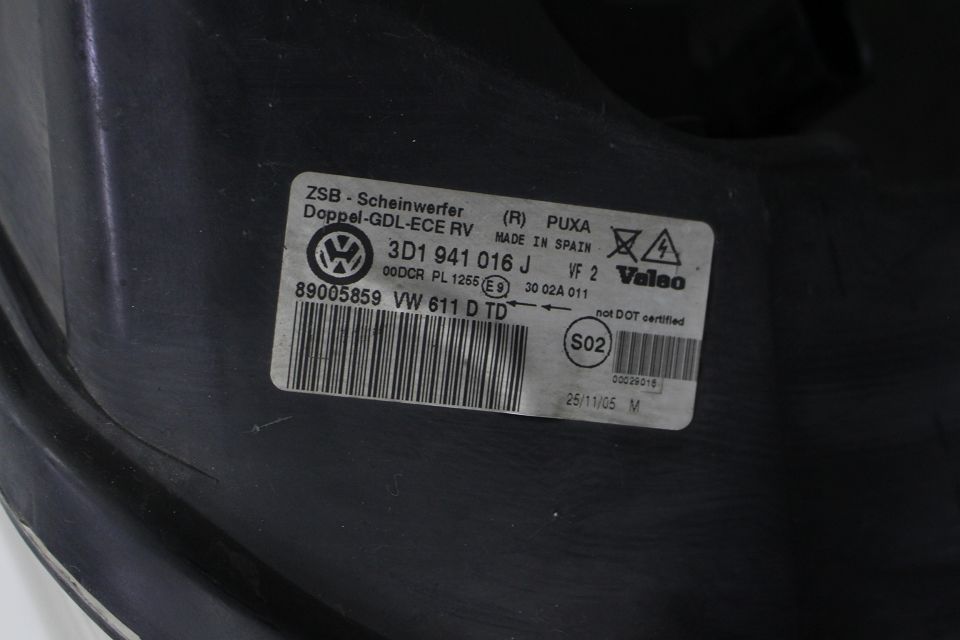 ZSB - Scheinwerfer
Doppel-GDL-ECE RV
(R) PUXA
MADE IN SPAIN
3D1 941 016 J
VF 2
Valeo
00DCR PL 1255 E9 30 02A 011
89005859 VW 611 D TD
not DOT certified
S02
00029016
25/11/05 M